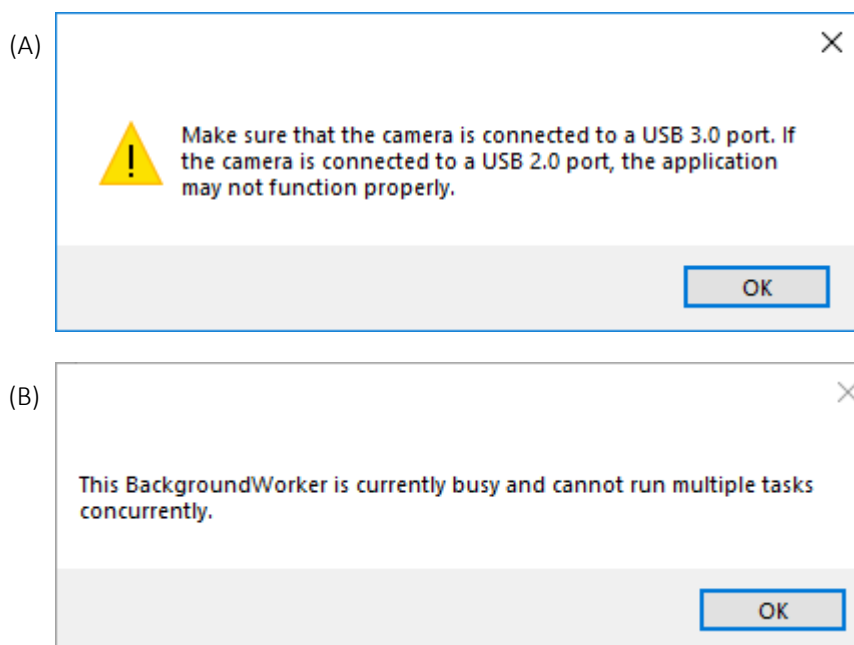 (A)
Make sure that the camera is connected to a USB 3.0 port. If
the camera is connected to a USB 2.0 port, the application
may not function properly.
OK
(B)
This BackgroundWorker is currently busy and cannot run multiple tasks
concurrently.
OK